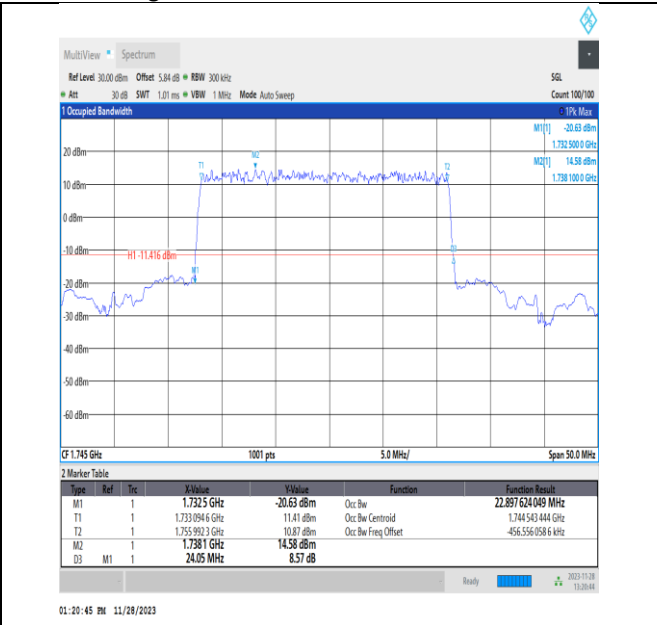 MultiView Spectrum
Ref Level 30.00 dBm Offset 5.84 dB RBW 300 kHz SGL
Att 30 dB SWT 1.01 ms VBW 1 MHz Mode Auto Sweep Count 100/100
1 Occupied Bandwidth 1Pk Max
M1[1] -20.63 dBm
1.732 500 0 GHz
M2[1] 14.58 dBm
1.738 100 0 GHz
20 dBm
M2
T1 T2
10 dBm
0 dBm
-10 dBm
D3
H1 -11.416 dBm
M1
-20 dBm
-30 dBm
-40 dBm
-50 dBm
-60 dBm
CF 1.745 GHz 1001 pts 5.0 MHz/ Span 50.0 MHz
2 Marker Table
Type Ref Trc X-Value Y-Value Function Function Result
M1 1 1.7325 GHz -20.63 dBm Occ Bw 22.897 624 049 MHz
T1 1 1.733 094 6 GHz 11.41 dBm Occ Bw Centroid 1.744 543 444 GHz
T2 1 1.755 992 3 GHz 10.87 dBm Occ Bw Freq Offset -456.556 058 6 kHz
M2 1 1.7381 GHz 14.58 dBm
D3 M1 1 24.05 MHz 8.57 dB
Ready 2023-11-28
13:20:44
01:20:45 PM 11/28/2023